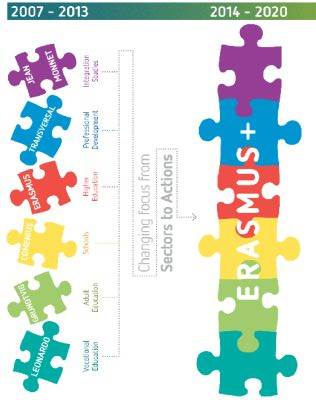 2007 - 2013
2014 - 2020
JEAN
MONNET
Integration
Studies
TRANSVERSAL
Professional
Development
ERASMUS
Higher
Education
COMENIUS
Schools
GRUNDTVIG
Adult
Education
LEONARDO
Vocational
Education
Changing focus from
Sectors to Actions
ERASMUS+